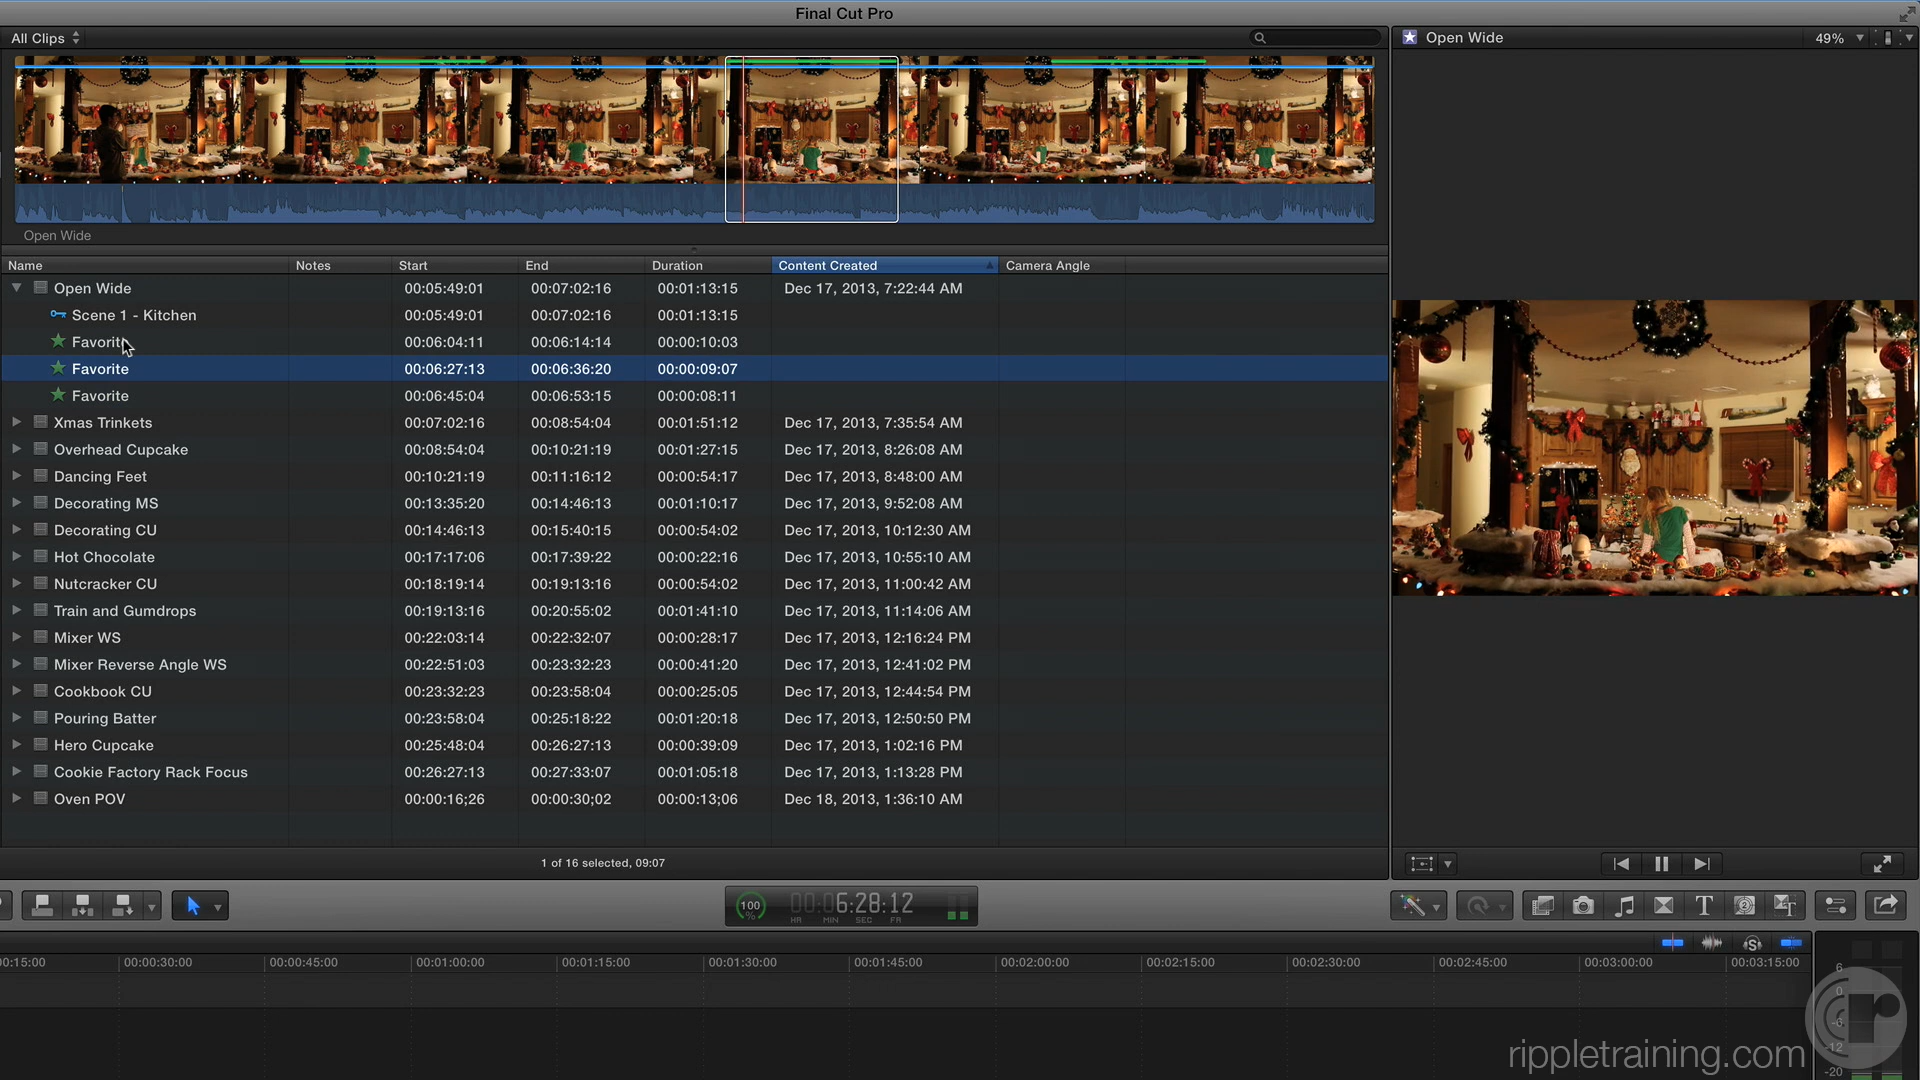 Final Cut Pro
All Clips
Open Wide 49%
Open Wide
Name Notes Start End Duration Content Created Camera Angle
Open Wide 00:05:49:01 00:07:02:16 00:01:13:15 Dec 17, 2013, 7:22:44 AM
Scene 1 - Kitchen 00:05:49:01 00:07:02:16 00:01:13:15
Favorite 00:06:04:11 00:06:14:14 00:00:10:03
Favorite 00:06:27:13 00:06:36:20 00:00:09:07
Favorite 00:06:45:04 00:06:53:15 00:00:08:11
Xmas Trinkets 00:07:02:16 00:08:54:04 00:01:51:12 Dec 17, 2013, 7:35:54 AM
Overhead Cupcake 00:08:54:04 00:10:21:19 00:01:27:15 Dec 17, 2013, 8:26:08 AM
Dancing Feet 00:10:21:19 00:11:16:12 00:00:54:17 Dec 17, 2013, 8:48:00 AM
Decorating MS 00:13:35:20 00:14:46:13 00:01:10:17 Dec 17, 2013, 9:52:08 AM
Decorating CU 00:14:46:13 00:15:40:15 00:00:54:02 Dec 17, 2013, 10:12:30 AM
Hot Chocolate 00:17:17:06 00:17:39:22 00:00:22:16 Dec 17, 2013, 10:55:10 AM
Nutcracker CU 00:18:19:14 00:19:13:16 00:00:54:02 Dec 17, 2013, 11:00:42 AM
Train and Gumdrops 00:19:13:16 00:20:55:02 00:01:41:10 Dec 17, 2013, 11:14:06 AM
Mixer WS 00:22:03:14 00:22:32:07 00:00:28:17 Dec 17, 2013, 12:16:24 PM
Mixer Reverse Angle WS 00:22:51:03 00:23:32:23 00:00:41:20 Dec 17, 2013, 12:41:02 PM
Cookbook CU 00:23:32:23 00:23:58:04 00:00:25:05 Dec 17, 2013, 12:44:54 PM
Pouring Batter 00:23:58:04 00:25:18:22 00:01:20:18 Dec 17, 2013, 12:50:50 PM
Hero Cupcake 00:25:48:04 00:26:27:13 00:00:39:09 Dec 17, 2013, 1:02:16 PM
Cookie Factory Rack Focus 00:26:27:13 00:27:33:07 00:01:05:18 Dec 17, 2013, 1:13:28 PM
Oven POV 00:00:16;26 00:00:30;02 00:00:13;06 Dec 18, 2013, 1:36:10 AM
1 of 16 selected, 09:07
100 % 00:06:28:12
HR MIN SEC FR
0:15:00 00:00:30:00 00:00:45:00 00:01:00:00 00:01:15:00 00:01:30:00 00:01:45:00 00:02:00:00 00:02:15:00 00:02:30:00 00:02:45:00 00:03:00:00 00:03:15:00
6
0
-6
-12
-20
rippletraining.com